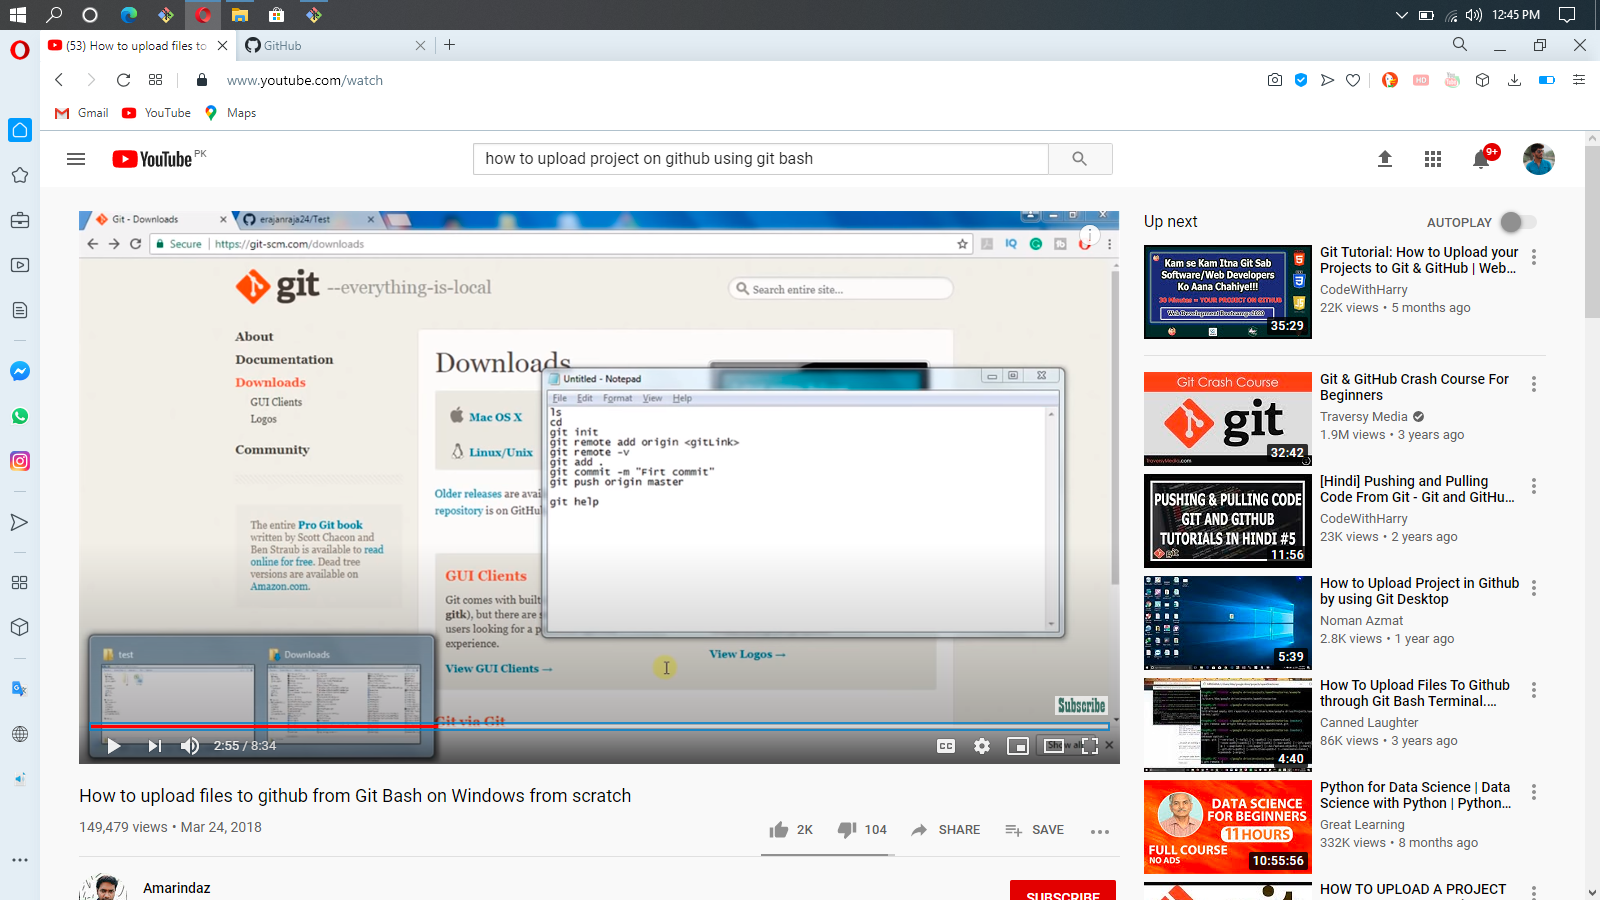 12:45 PM
(53) How to upload files to
GitHub
www.youtube.com/watch
Gmail
YouTube
Maps
YouTube PK
how to upload project on github using git bash
9+
Git - Downloads
erajanraja24/Test
Secure
https://git-scm.com/downloads
git --everything-is-local
Search entire site...
About
Documentation
Downloads
GUI Clients
Logos
Community
The entire Pro Git book
written by Scott Chacon and
Ben Straub is available to read
online for free. Dead tree
versions are available on
Amazon.com.
Downloads
Mac OS X
Linux/Unix
Older releases are avai
repository is on GitHub
GUI Clients
Git comes with built
gitk), but there are s
users looking for a p
experience.
View GUI Clients →
View Logos →
Git via Git
Untitled - Notepad
File Edit Format View Help
ls
cd
git init
git remote add origin <gitLink>
git remote -v
git add .
git commit -m "Firt commit"
git push origin master
git help
test
Downloads
Subscribe
2:55 / 8:34
CC
Show all
How to upload files to github from Git Bash on Windows from scratch
149,479 views • Mar 24, 2018
2K
104
SHARE
SAVE
Amarindaz
SUBSCRIBE
Up next
AUTOPLAY
Kam se Kam Itna Git Sab
Software/Web Developers
Ko Aana Chahiye!!!
30 Minutes = YOUR PROJECT ON GITHUB
Web Development Bootcamp 2020
35:29
Git Tutorial: How to Upload your
Projects to Git & GitHub | Web...
CodeWithHarry
22K views • 5 months ago
Git Crash Course
git
32:42
Git & GitHub Crash Course For
Beginners
Traversy Media
1.9M views • 3 years ago
PUSHING & PULLING CODE
GIT AND GITHUB
TUTORIALS IN HINDI #5
git
11:56
[Hindi] Pushing and Pulling
Code From Git - Git and GitHu...
CodeWithHarry
23K views • 2 years ago
5:39
How to Upload Project in Github
by using Git Desktop
Noman Azmat
2.8K views • 1 year ago
4:40
How To Upload Files To Github
through Git Bash Terminal....
Canned Laughter
86K views • 3 years ago
DATA SCIENCE
FOR BEGINNERS
11 HOURS
FULL COURSE
NO ADS
10:55:56
Python for Data Science | Data
Science with Python | Python...
Great Learning
332K views • 8 months ago
HOW TO UPLOAD A PROJECT